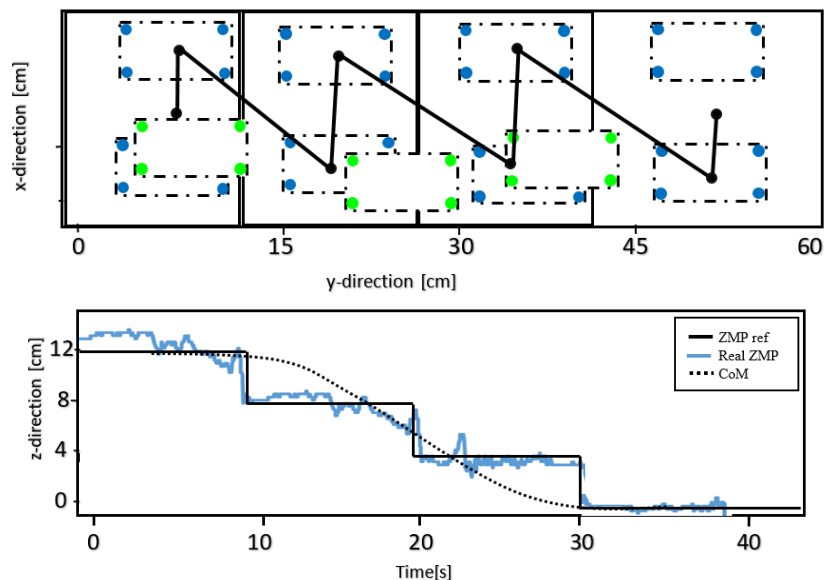 x-direction [cm]
0 15 30 45 60
y-direction [cm]
z-direction [cm]
12
8
4
0
ZMP ref
Real ZMP
CoM
0 10 20 30 40
Time[s]